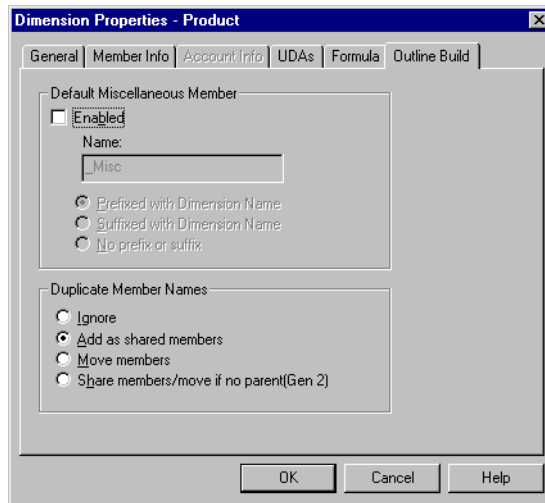 Dimension Properties - Product
General Member Info Account Info UDAs Formula Outline Build
Default Miscellaneous Member
Enabled
Name:
_Misc
Prefixed with Dimension Name
Suffixed with Dimension Name
No prefix or suffix
Duplicate Member Names
Ignore
Add as shared members
Move members
Share members/move if no parent(Gen 2)
OK Cancel Help